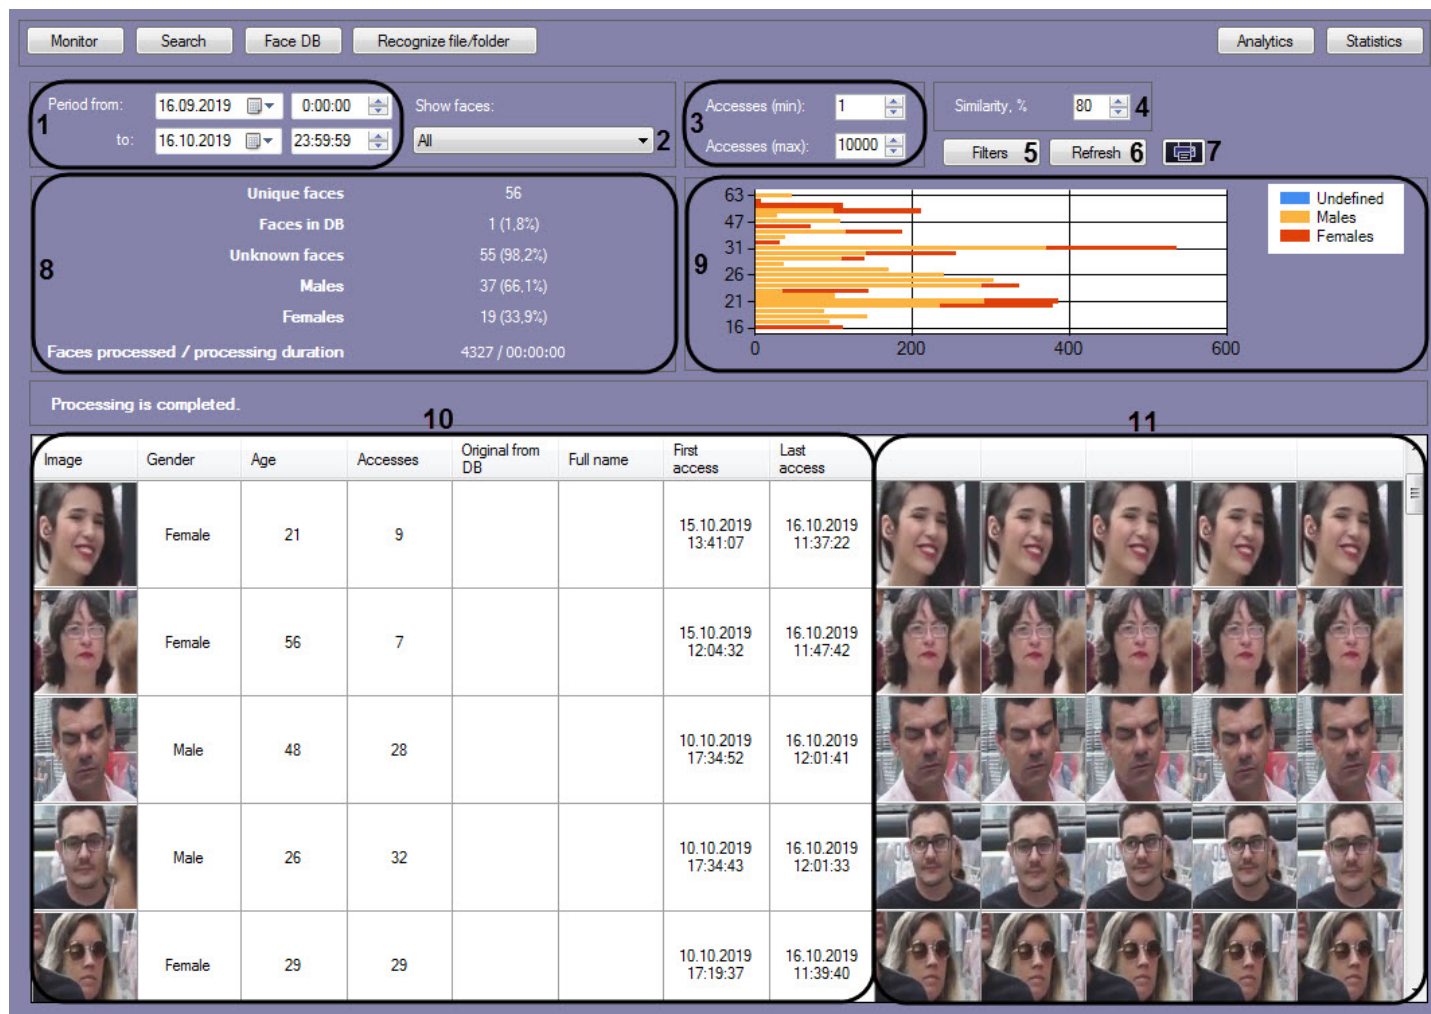 Monitor Search Face DB Recognize file/folder Analytics Statistics
Period from: 16.09.2019 0:00:00 Show faces: Accesses (min): 1 Similarity, % 80 4
1 to: 16.10.2019 23:59:59 All 2 3 Accesses (max): 10000 Filters 5 Refresh 6 7
Unique faces 56
Faces in DB 1 (1,8%)
Unknown faces 55 (98,2%)
8
Males 37 (66,1%)
Females 19 (33,9%)
Faces processed / processing duration 4327 / 00:00:00
9
63
47
31
26
21
16
0 200 400 600
Undefined
Males
Females
Processing is completed.
10 11
Image Gender Age Accesses Original from DB Full name First access Last access
Female 21 9 15.10.2019 13:41:07 16.10.2019 11:37:22
Female 56 7 15.10.2019 12:04:32 16.10.2019 11:47:42
Male 48 28 10.10.2019 17:34:52 16.10.2019 12:01:41
Male 26 32 10.10.2019 17:34:43 16.10.2019 12:01:33
Female 29 29 10.10.2019 17:19:37 16.10.2019 11:39:40